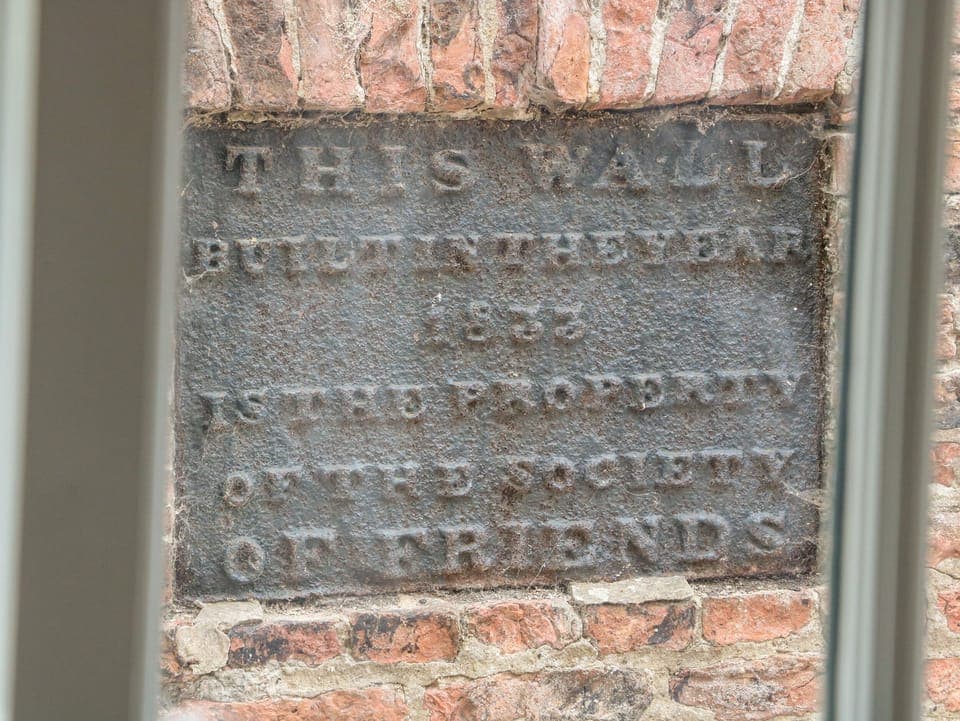 THIS WALL
BUILT IN THE YEAR
1833
IS THE PROPERTY
OF THE SOCIETY
OF FRIENDS